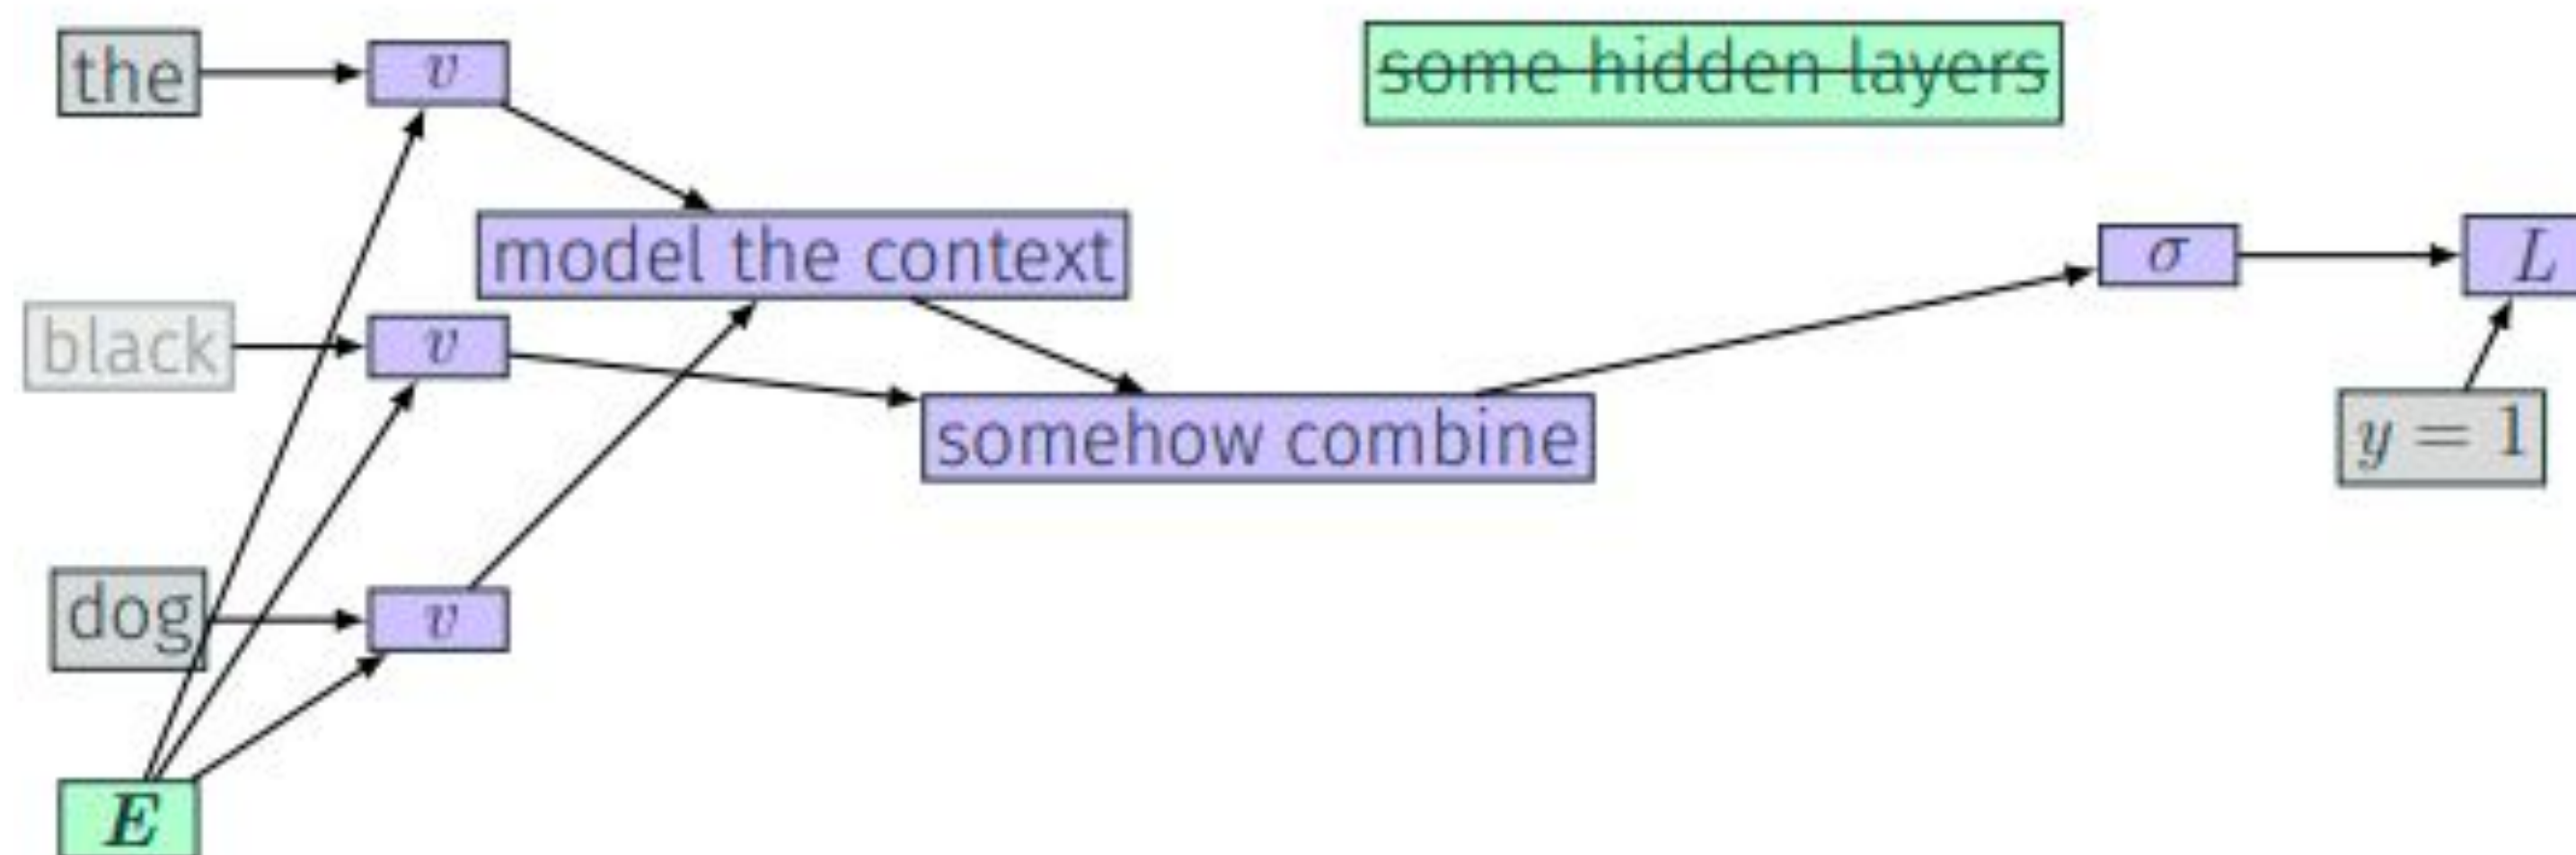 the
v
some hidden layers
model the context
σ
L
black
v
somehow combine
y = 1
dog
v
E